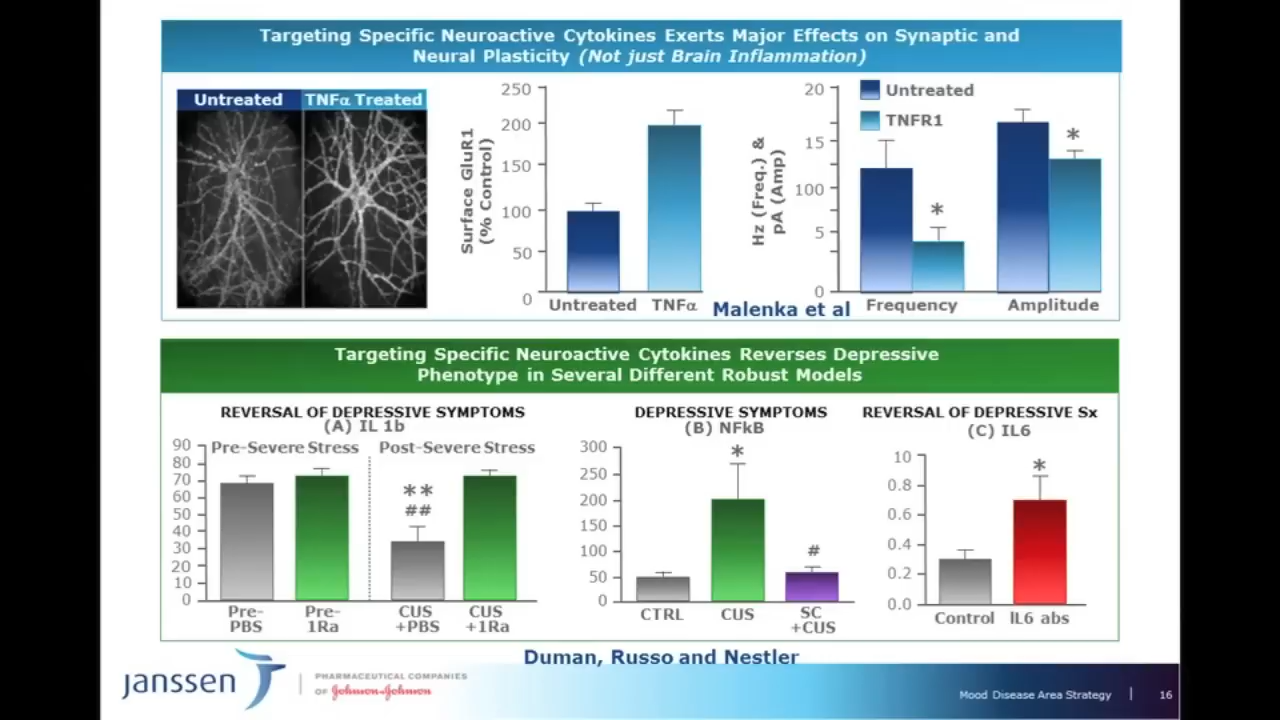 Targeting Specific Neuroactive Cytokines Exerts Major Effects on Synaptic and
Neural Plasticity (Not just Brain Inflammation)
Untreated
TNFα Treated
Surface GluR1
(% Control)
250
200
150
100
50
0
Untreated
TNFα
Malenka et al
Hz (Freq.) &
pA (Amp)
20
15
100
5
0
Untreated
TNFR1
*
*
Frequency
Amplitude
Targeting Specific Neuroactive Cytokines Reverses Depressive
Phenotype in Several Different Robust Models
REVERSAL OF DEPRESSIVE SYMPTOMS
(A) IL 1b
Pre-Severe Stress
Post-Severe Stress
90
80
70
60
50
40
30
20
10
0
**
##
Pre-
PBS
Pre-
1Ra
CUS
+PBS
CUS
+1Ra
DEPRESSIVE SYMPTOMS
(B) NFkB
300
250
200
150
100
50
0
*
#
CTRL
CUS
SC
+CUS
REVERSAL OF DEPRESSIVE Sx
(C) IL6
10
0.8
0.6
0.4
0.2
0.0
*
Control
IL6 abs
Duman, Russo and Nestler
janssen
PHARMACEUTICAL COMPANIES
OF Johnson-Johnson
Mood Disease Area Strategy | 16